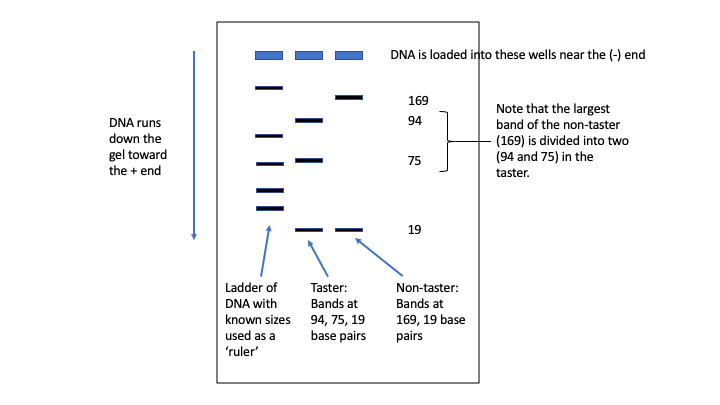 DNA is loaded into these wells near the (-) end
169
94
75
19
Note that the largest
band of the non-taster
(169) is divided into two
(94 and 75) in the
taster.
DNA runs
down the
gel toward
the + end
Ladder of
DNA with
known sizes
used as a
‘ruler’
Taster:
Bands at
94, 75, 19
base pairs
Non-taster:
Bands at
169, 19 base
pairs